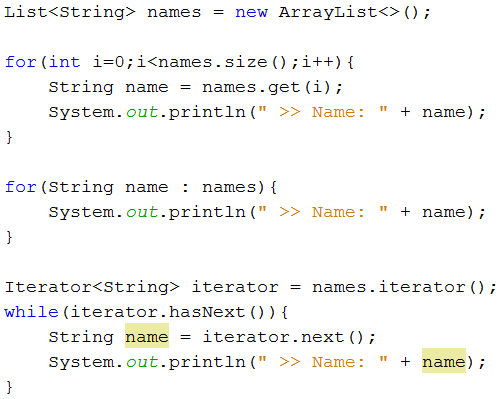 List<String> names = new ArrayList<>();
for(int i=0;i<names.size();i++){
    String name = names.get(i);
    System.out.println(" >> Name: " + name);
}
for(String name : names){
    System.out.println(" >> Name: " + name);
}
Iterator<String> iterator = names.iterator();
while(iterator.hasNext()){
    String name = iterator.next();
    System.out.println(" >> Name: " + name);
}